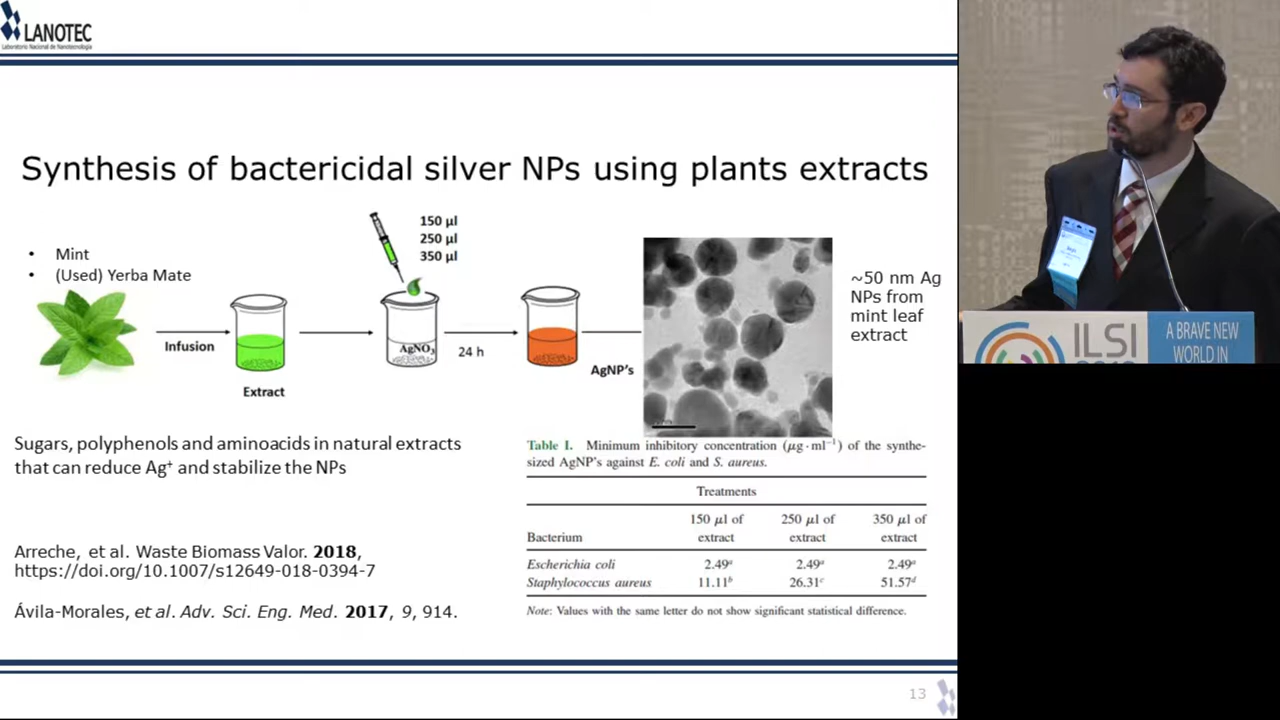 LANOTEC
Laboratorio Nacional de Nanotecnología
Synthesis of bactericidal silver NPs using plants extracts
• Mint
• (Used) Yerba Mate
Infusion
Extract
150 µl
250 µl
350 µl
AgNO3
24 h
AgNP's
~50 nm Ag
NPs from
mint leaf
extract
Sugars, polyphenols and aminoacids in natural extracts
that can reduce Ag⁺ and stabilize the NPs
Table I. Minimum inhibitory concentration (µg·ml⁻¹) of the synthe-
sized AgNP's against E. coli and S. aureus.
Treatments
150 µl of 250 µl of 350 µl of
Bacterium extract extract extract
Escherichia coli 2.49ᵃ 2.49ᵃ 2.49ᵃ
Staphylococcus aureus 11.11ᵇ 26.31ᶜ 51.57ᵈ
Note: Values with the same letter do not show significant statistical difference.
Arreche, et al. Waste Biomass Valor. 2018,
https://doi.org/10.1007/s12649-018-0394-7
Ávila-Morales, et al. Adv. Sci. Eng. Med. 2017, 9, 914.
13
ILSI
A BRAVE NEW
WORLD IN